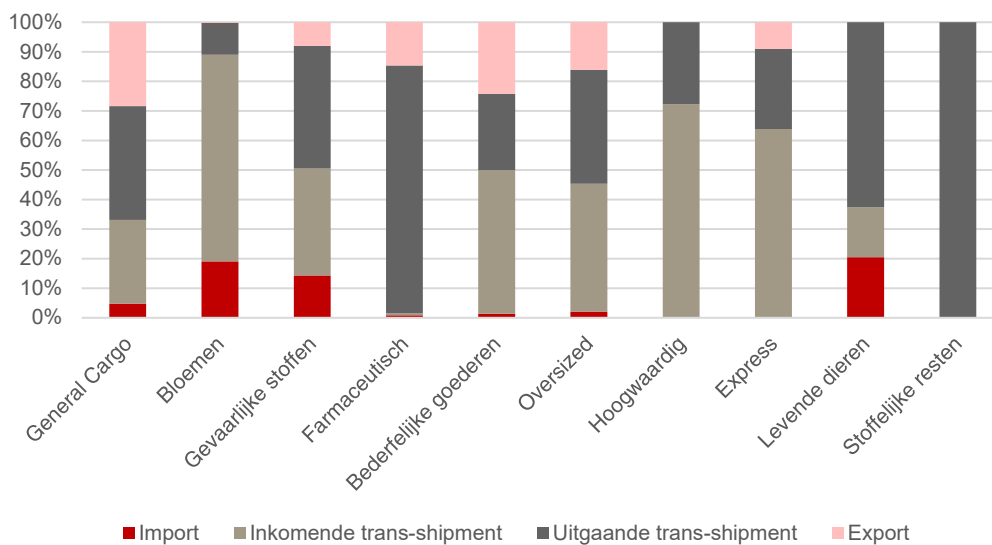 100%
90%
80%
70%
60%
50%
40%
30%
20%
10%
0%
General Cargo
Bloemen
Gevaarlijke stoffen
Farmaceutisch
Bederfelijke goederen
Oversized
Hoogwaardig
Express
Levende dieren
Stoffelijke resten
Import Inkomende trans-shipment Uitgaande trans-shipment Export